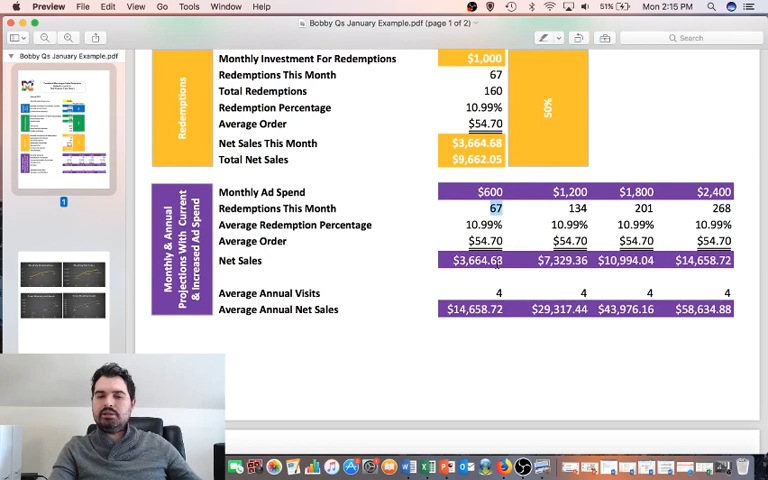 Preview File Edit View Go Tools Window Help 51% Mon 2:15 PM
Bobby Qs January Example.pdf (page 1 of 2)
Search
Bobby Qs January Example.pdf
1
Redemptions
Monthly Investment For Redemptions $1,000
Redemptions This Month 67
Total Redemptions 160
Redemption Percentage 10.99%
Average Order $54.70
Net Sales This Month $3,664.68
Total Net Sales $9,662.05
50%
Monthly & Annual
Projections With Current
& Increased Ad Spend
Monthly Ad Spend $600 $1,200 $1,800 $2,400
Redemptions This Month 67 134 201 268
Average Redemption Percentage 10.99% 10.99% 10.99% 10.99%
Average Order $54.70 $54.70 $54.70 $54.70
Net Sales $3,664.68 $7,329.36 $10,994.04 $14,658.72
Average Annual Visits 4 4 4 4
Average Annual Net Sales $14,658.72 $29,317.44 $43,976.16 $58,634.88